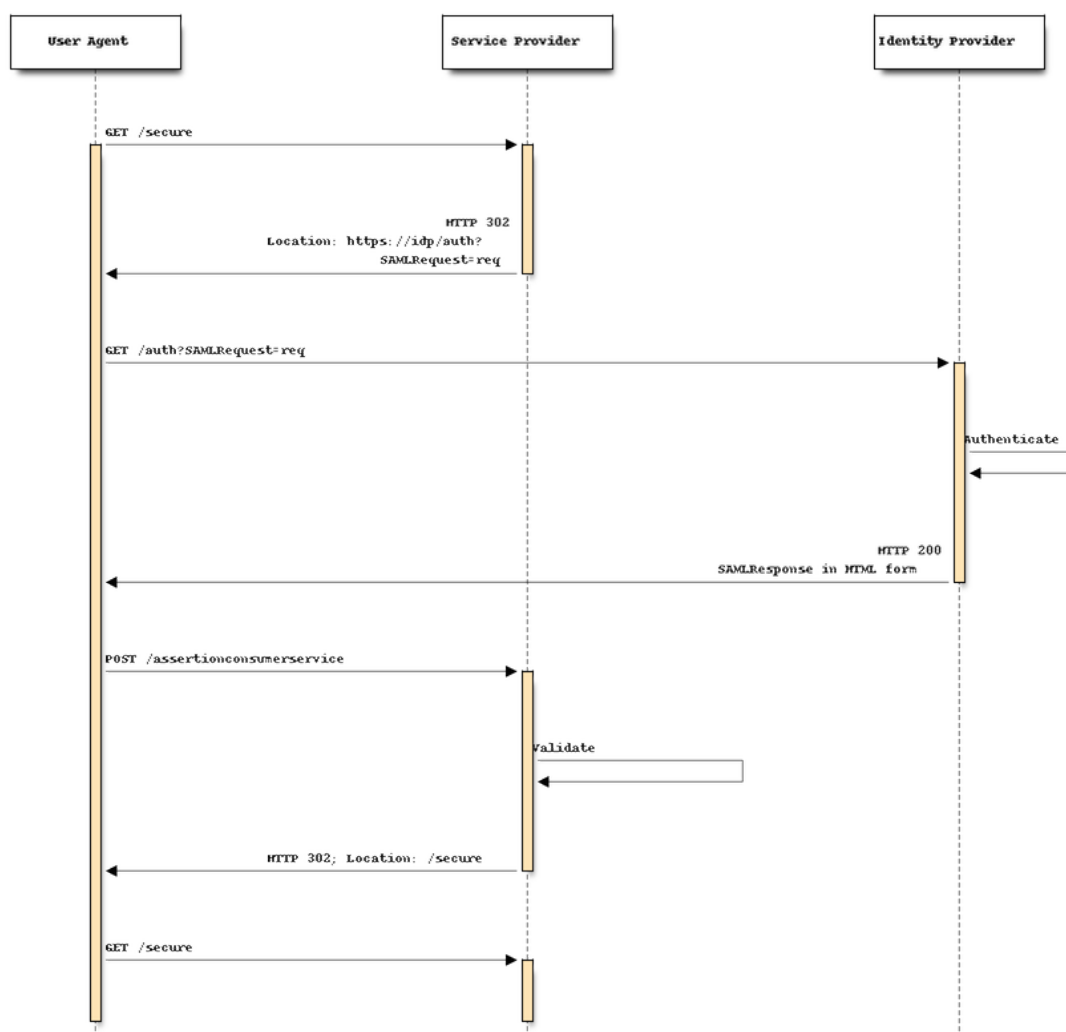 User Agent
Service Provider
Identity Provider
GET /secure
HTTP 302
Location: https://idp/auth?
SAMLRequest=req
GET /auth?SAMLRequest=req
Authenticate
HTTP 200
SAMLResponse in HTML form
POST /assertionconsumerservice
Validate
HTTP 302; Location: /secure
GET /secure